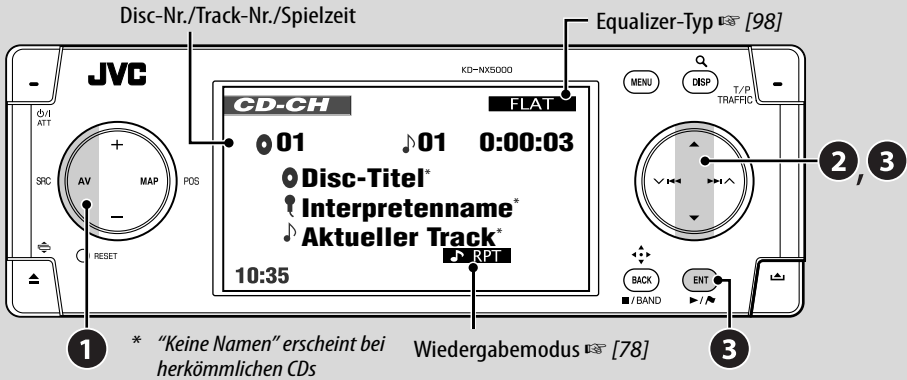 Disc-Nr./Track-Nr./Spielzeit
Equalizer-Typ ☞ [98]
JVC
KD-NX5000
MENU
DISP
T/P
TRAFFIC
⏻/I
ATT
CD-CH
FLAT
01
♪01
0:00:03
+
SRC
AV
MAP
POS
−
Disc-Titel*
Interpretenname*
♪ Aktueller Track*
♪ RPT
10:35
2, 3
RESET
BACK
ENT
■/BAND
►/⚑
1
3
* “Keine Namen” erscheint bei
herkömmlichen CDs
Wiedergabemodus ☞ [78]